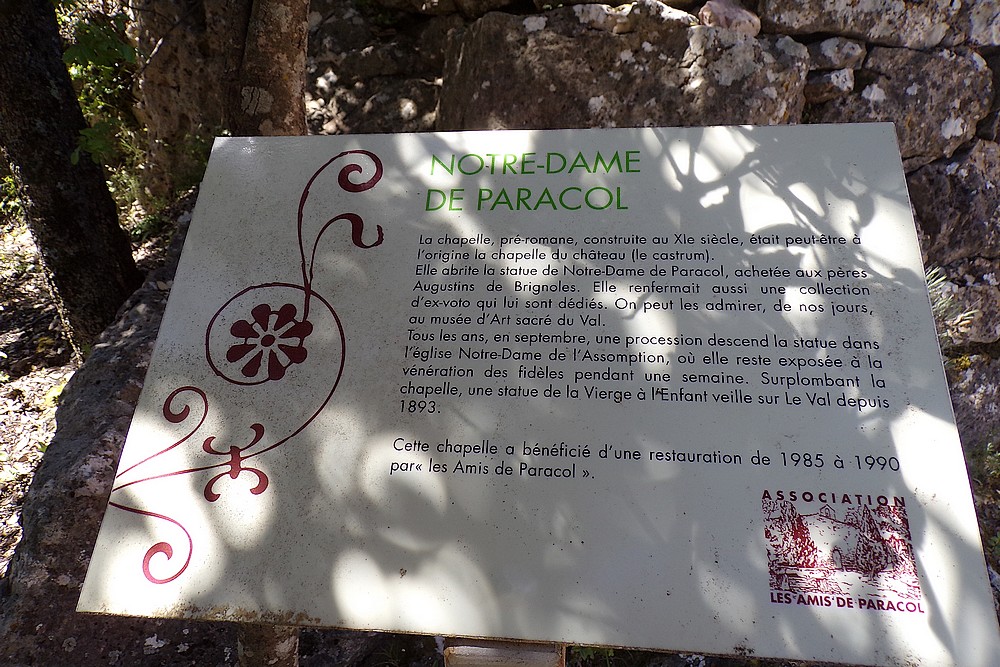 NOTRE-DAME
DE PARACOL
La chapelle, pré-romane, construite au XIe siècle, était peut-être à
l'origine la chapelle du château (le castrum).
Elle abrite la statue de Notre-Dame de Paracol, achetée aux pères
Augustins de Brignoles. Elle renfermait aussi une collection
d'ex-voto qui lui sont dédiés. On peut les admirer, de nos jours,
au musée d'Art sacré du Val.
Tous les ans, en septembre, une procession descend la statue dans
l'église Notre-Dame de l'Assomption, où elle reste exposée à la
vénération des fidèles pendant une semaine. Surplombant la
chapelle, une statue de la Vierge à l'Enfant veille sur Le Val depuis
1893.
Cette chapelle a bénéficié d'une restauration de 1985 à 1990
par« les Amis de Paracol ».
ASSOCIATION
LES AMIS DE PARACOL